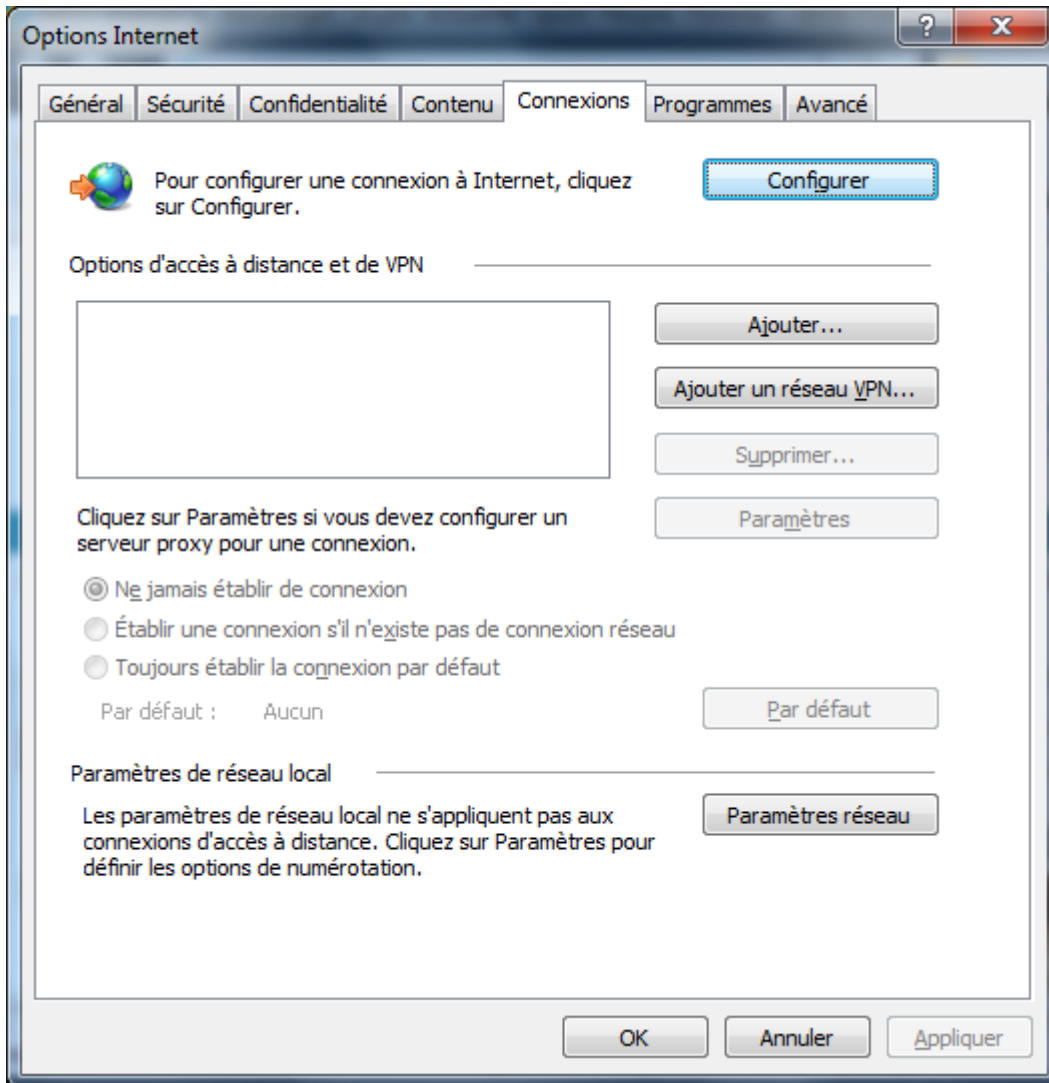 Options Internet
?
Général Sécurité Confidentialité Contenu Connexions Programmes Avancé
Pour configurer une connexion à Internet, cliquez
sur Configurer.
Configurer
Options d'accès à distance et de VPN
Ajouter...
Ajouter un réseau VPN...
Supprimer...
Cliquez sur Paramètres si vous devez configurer un
serveur proxy pour une connexion.
Paramètres
Ne jamais établir de connexion
Établir une connexion s'il n'existe pas de connexion réseau
Toujours établir la connexion par défaut
Par défaut : Aucun
Par défaut
Paramètres de réseau local
Les paramètres de réseau local ne s'appliquent pas aux
connexions d'accès à distance. Cliquez sur Paramètres pour
définir les options de numérotation.
Paramètres réseau
OK Annuler Appliquer